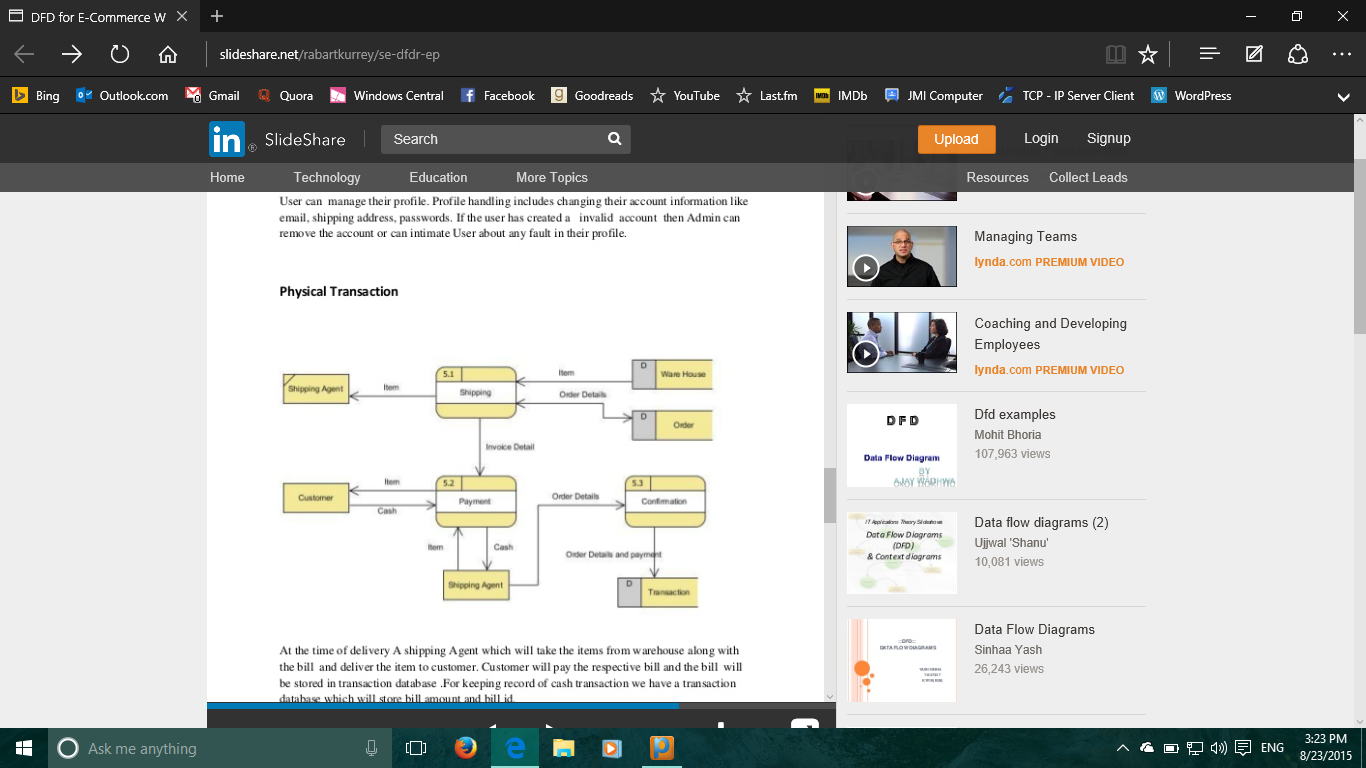 DFD for E-Commerce W
slideshare.net/rabartkurrey/se-dfdr-ep
Bing Outlook.com Gmail Quora Windows Central Facebook Goodreads YouTube Last.fm IMDb JMI Computer TCP - IP Server Client WordPress
in SlideShare Search Upload Login Signup
Home Technology Education More Topics Resources Collect Leads
User can manage their profile. Profile handling includes changing their account information like
email, shipping address, passwords. If the user has created a invalid account then Admin can
remove the account or can intimate User about any fault in their profile.
Physical Transaction
Shipping Agent
Item
5.1
Shipping
Item
D
Ware House
Order Details
D
Order
Invoice Detail
Customer
Item
Cash
5.2
Payment
Order Details
5.3
Confirmation
Item
Cash
Order Details and payment
Shipping Agent
D
Transaction
At the time of delivery A shipping Agent which will take the items from warehouse along with
the bill and deliver the item to customer. Customer will pay the respective bill and the bill will
be stored in transaction database .For keeping record of cash transaction we have a transaction
database which will store bill amount and bill id.
Managing Teams
lynda.com PREMIUM VIDEO
Coaching and Developing
Employees
lynda.com PREMIUM VIDEO
DFD
Data Flow Diagram
BY
Dfd examples
Mohit Bhoria
107,963 views
IT Applications Theory Slideshows
Data Flow Diagrams
(DFD)
& Context diagrams
Data flow diagrams (2)
Ujjwal 'Shanu'
10,081 views
:::DFD::
DATA FLOW DIAGRAMS
Data Flow Diagrams
Sinhaa Yash
26,243 views
Ask me anything
ENG
3:23 PM
8/23/2015